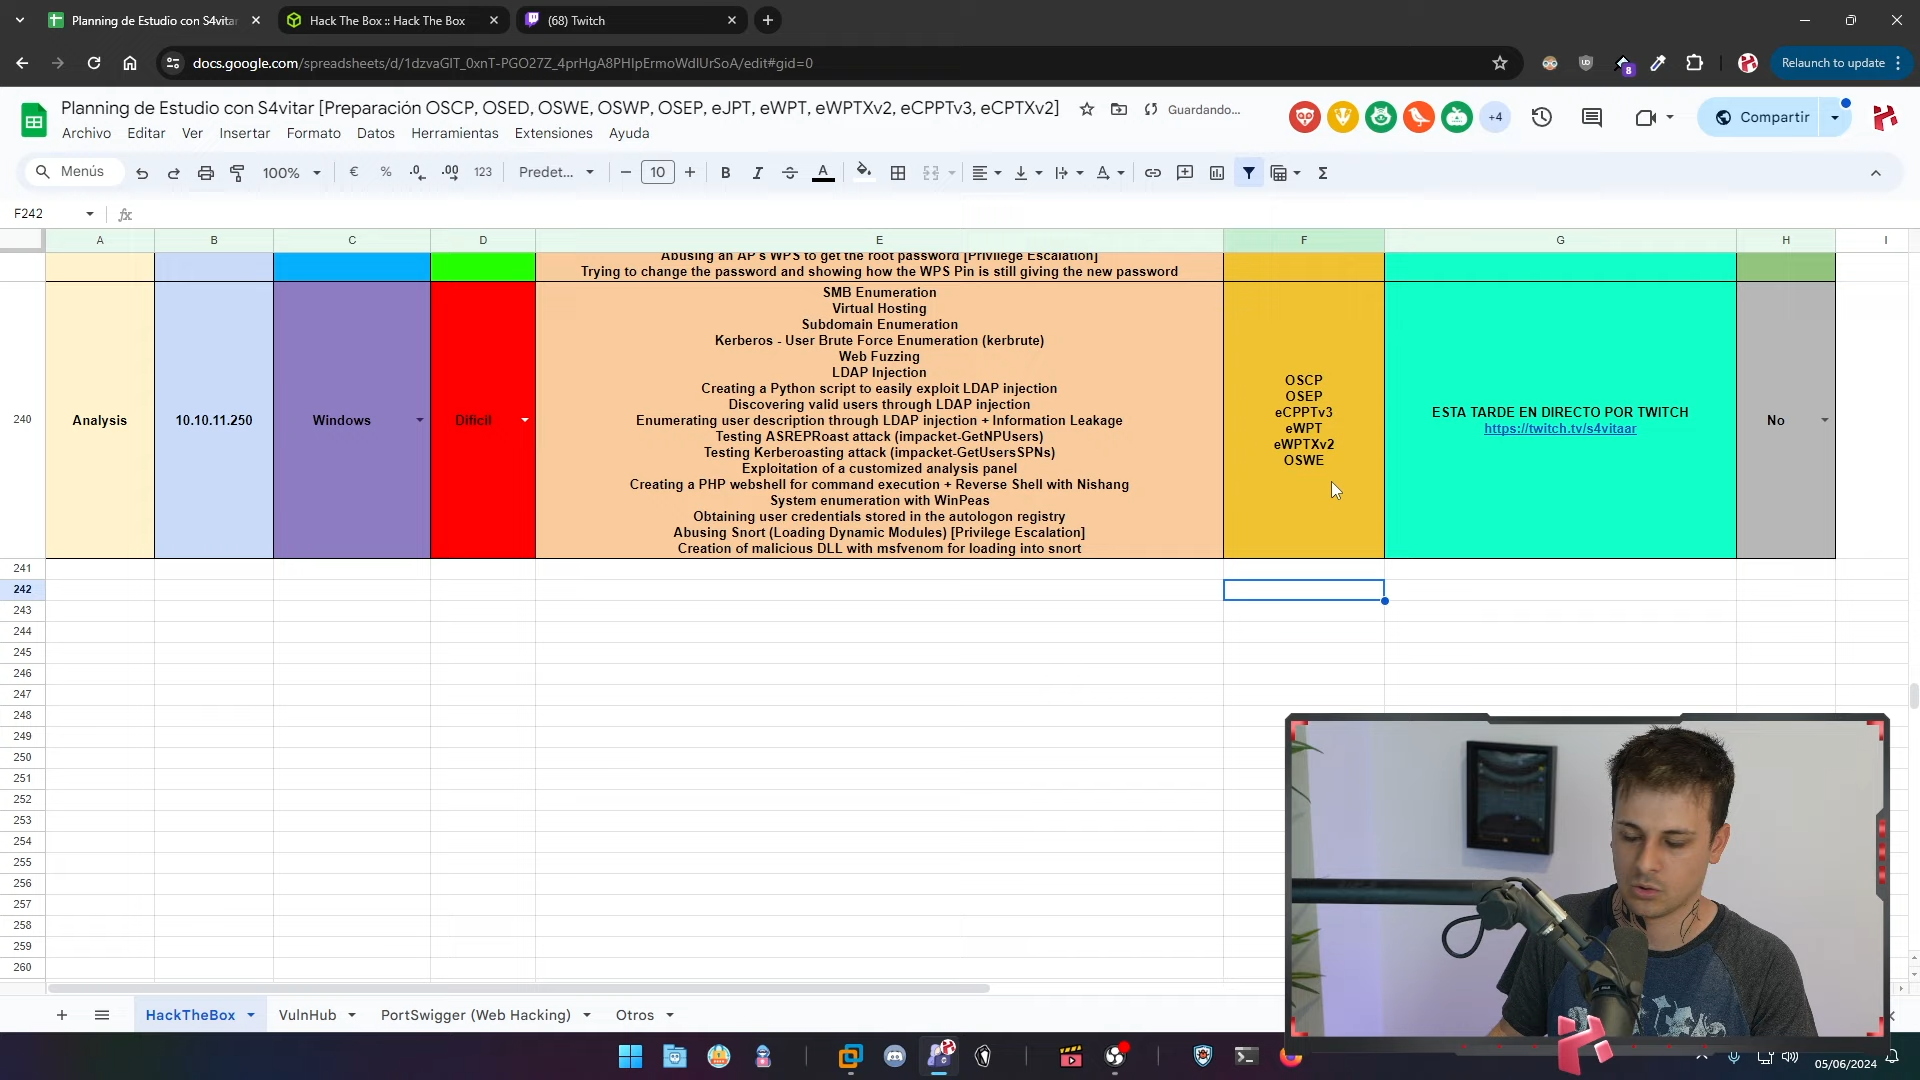 Planning de Estudio con S4vitar
Hack The Box :: Hack The Box
(68) Twitch
docs.google.com/spreadsheets/d/1dzvaGIT_0xnT-PGO27Z_4prHgA8PHIpErmoWdIUrSoA/edit#gid=0
8
Relaunch to update
Planning de Estudio con S4vitar [Preparación OSCP, OSED, OSWE, OSWP, OSEP, eJPT, eWPT, eWPTXv2, eCPPTv3, eCPTXv2]
Guardando...
+4
Compartir
Archivo Editar Ver Insertar Formato Datos Herramientas Extensiones Ayuda
Menús
100%
€ % .0 .00 123
Predet...
10
B I A
F242
fx
A B C D E F G H I
Abusing an AP's WPS to get the root password [Privilege Escalation]
Trying to change the password and showing how the WPS Pin is still giving the new password
240
Analysis
10.10.11.250
Windows
Difícil
SMB Enumeration
Virtual Hosting
Subdomain Enumeration
Kerberos - User Brute Force Enumeration (kerbrute)
Web Fuzzing
LDAP Injection
Creating a Python script to easily exploit LDAP injection
Discovering valid users through LDAP injection
Enumerating user description through LDAP injection + Information Leakage
Testing ASREPRoast attack (impacket-GetNPUsers)
Testing Kerberoasting attack (impacket-GetUsersSPNs)
Exploitation of a customized analysis panel
Creating a PHP webshell for command execution + Reverse Shell with Nishang
System enumeration with WinPeas
Obtaining user credentials stored in the autologon registry
Abusing Snort (Loading Dynamic Modules) [Privilege Escalation]
Creation of malicious DLL with msfvenom for loading into snort
OSCP
OSEP
eCPPTv3
eWPT
eWPTXv2
OSWE
ESTA TARDE EN DIRECTO POR TWITCH
https://twitch.tv/s4vitaar
No
241
242
243
244
245
246
247
248
249
250
251
252
253
254
255
256
257
258
259
260
HackTheBox
VulnHub
PortSwigger (Web Hacking)
Otros
05/06/2024